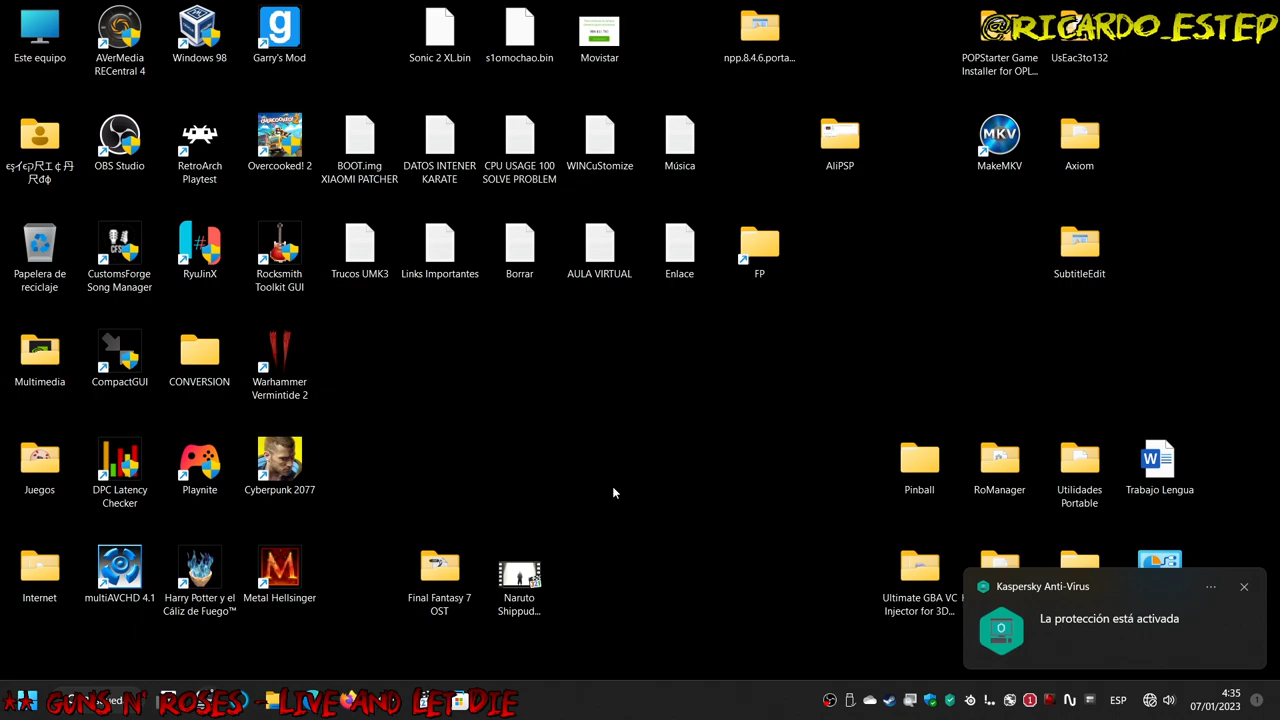 @RICARDO_ESTEP
Este equipo
AVerMedia
RECentral 4
Windows 98
Garry's Mod
Sonic 2 XL.bin
s1omochao.bin
Movistar
npp.8.4.6.porta...
POPStarter Game
Installer for OPL...
UsEac3to132
OBS Studio
RetroArch
Playtest
Overcooked! 2
BOOT.img
XIAOMI PATCHER
DATOS INTENER
KARATE
CPU USAGE 100
SOLVE PROBLEM
WINCuStomize
Música
AliPSP
MKV
MakeMKV
Axiom
Papelera de
reciclaje
CustomsForge
Song Manager
RyuJinX
Rocksmith
Toolkit GUI
Trucos UMK3
Links Importantes
Borrar
AULA VIRTUAL
Enlace
FP
SubtitleEdit
Multimedia
CompactGUI
CONVERSION
Warhammer
Vermintide 2
Juegos
DPC Latency
Checker
Playnite
Cyberpunk 2077
Pinball
RoManager
Utilidades
Portable
Trabajo Lengua
Internet
multiAVCHD 4.1
Harry Potter y el
Cáliz de Fuego™
Metal Hellsinger
Final Fantasy 7
OST
Naruto
Shippud...
Ultimate GBA VC
Injector for 3D...
Kaspersky Anti-Virus
La protección está activada
** GUNS N' ROSES - LIVE AND LET DIE
ESP
4:35
07/01/2023